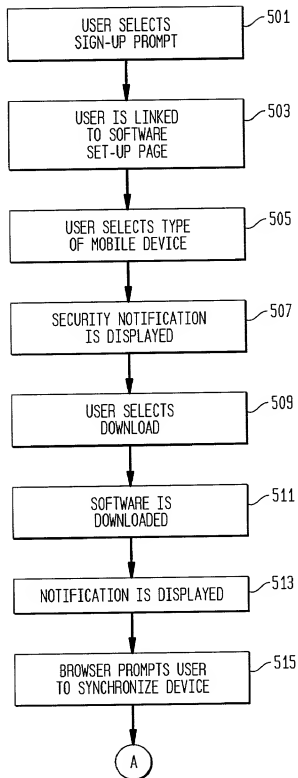 USER SELECTS
SIGN-UP PROMPT
501
USER IS LINKED
TO SOFTWARE
SET-UP PAGE
503
USER SELECTS TYPE
OF MOBILE DEVICE
505
SECURITY NOTIFICATION
IS DISPLAYED
507
USER SELECTS
DOWNLOAD
509
SOFTWARE IS
DOWNLOADED
511
NOTIFICATION IS DISPLAYED
513
BROWSER PROMPTS USER
TO SYNCHRONIZE DEVICE
515
A